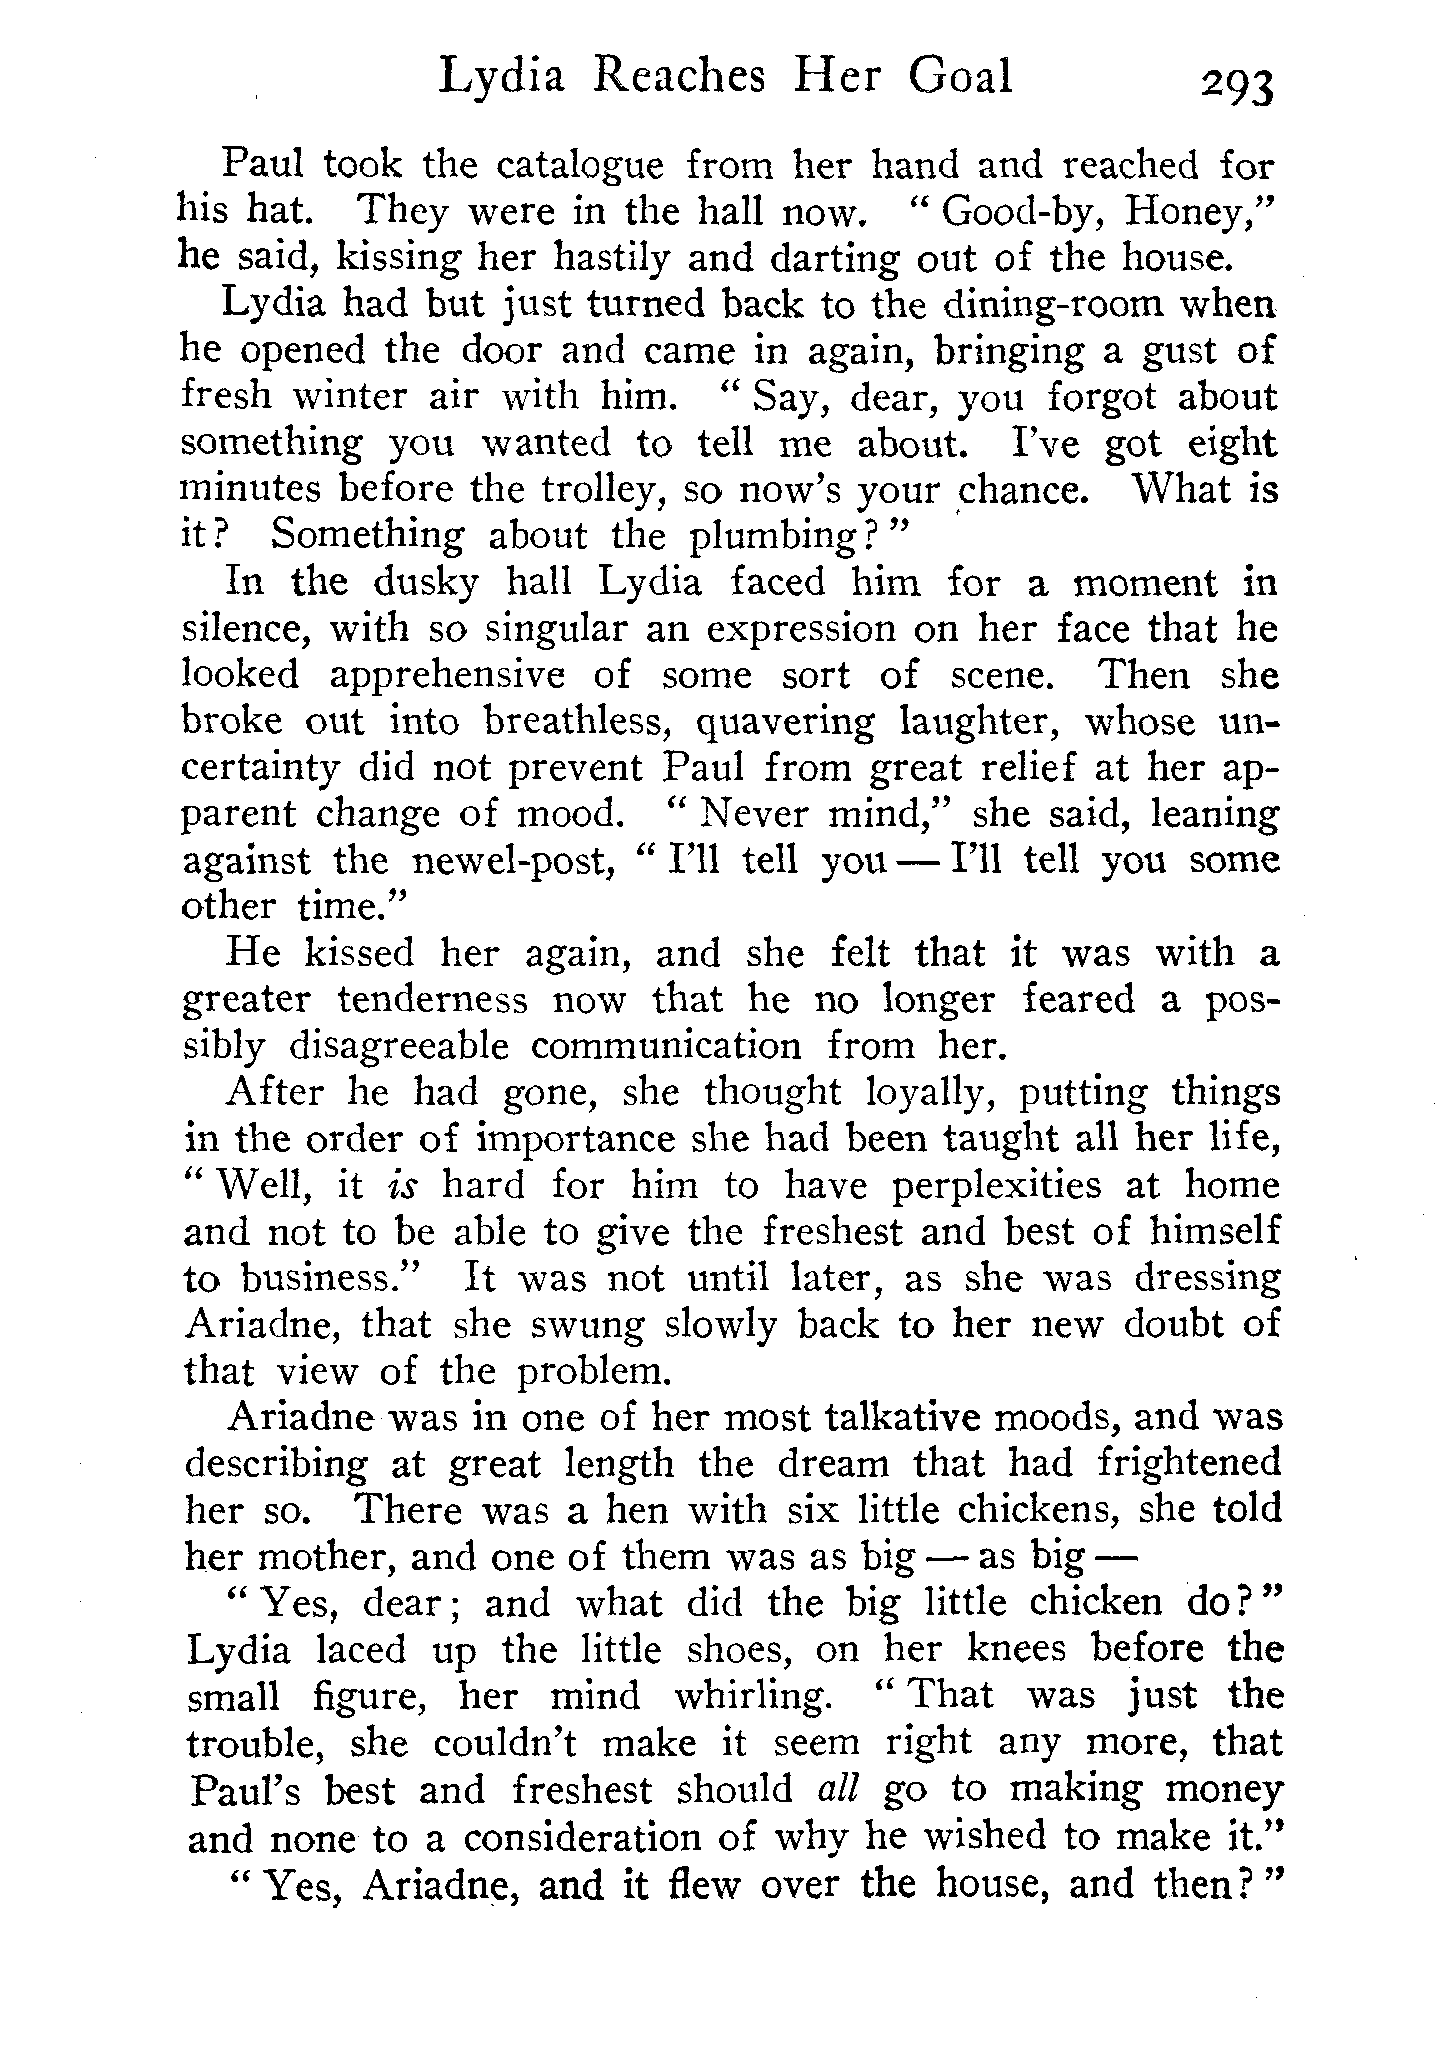 Lydia Reaches Her Goal 293
Paul took the catalogue from her hand and reached for
his hat. They were in the hall now. " Good-by, Honey,"
he said, kissing her hastily and darting out of the house.
Lydia had but just turned back to the dining-room when
he opened the door and came in again, bringing a gust of
fresh winter air with him. " Say, dear, you forgot about
something you wanted to tell me about. I've got eight
minutes before the trolley, so now's your chance. What is
it? Something about the plumbing? "
In the dusky hall Lydia faced him for a moment in
silence, with so singular an expression on her face that he
looked apprehensive of some sort of scene. Then she
broke out into breathless, quavering laughter, whose un-
certainty did not prevent Paul from great relief at her ap-
parent change of mood. " Never mind," she said, leaning
against the newel-post, " I'll tell you — I'll tell you some
other time."
He kissed her again, and she felt that it was with a
greater tenderness now that he no longer feared a pos-
sibly disagreeable communication from her.
After he had gone, she thought loyally, putting things
in the order of importance she had been taught all her life,
" Well, it is hard for him to have perplexities at home
and not to be able to give the freshest and best of himself
to business." It was not until later, as she was dressing
Ariadne, that she swung slowly back to her new doubt of
that view of the problem.
Ariadne was in one of her most talkative moods, and was
describing at great length the dream that had frightened
her so. There was a hen with six little chickens, she told
her mother, and one of them was as big — as big —
" Yes, dear; and what did the big little chicken do? "
Lydia laced up the little shoes, on her knees before the
small figure, her mind whirling. " That was just the
trouble, she couldn't make it seem right any more, that
Paul's best and freshest should all go to making money
and none to a consideration of why he wished to make it."
" Yes, Ariadne, and it flew over the house, and then? "